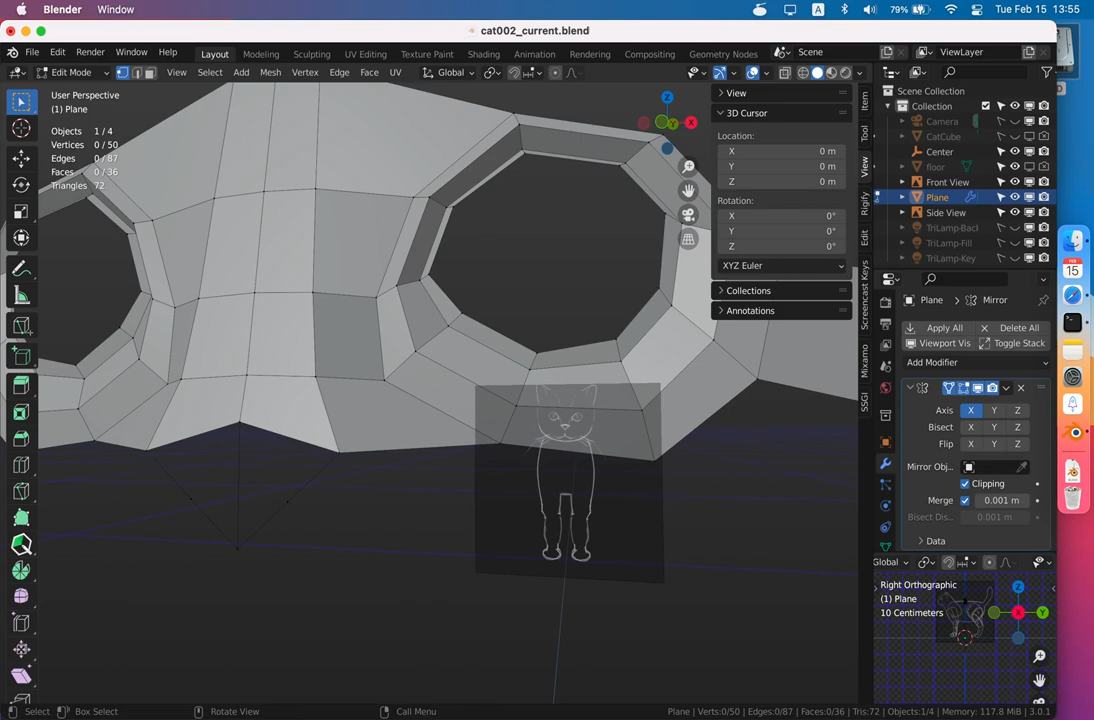 Blender Window A 79% Tue Feb 15 13:55
cat002_current.blend
File Edit Render Window Help Layout Modeling Sculpting UV Editing Texture Paint Shading Animation Rendering Compositing Geometry Nodes Scene ViewLayer
Edit Mode View Select Add Mesh Vertex Edge Face UV Global
User Perspective
(1) Plane
Objects 1/4
Vertices 0/50
Edges 0/87
Faces 0/36
Triangles 72
Z
X
Y
View
3D Cursor
Location:
X 0 m
Y 0 m
Z 0 m
Rotation:
X 0°
Y 0°
Z 0°
XYZ Euler
Collections
Annotations
Item
Tool
View
Rigify
Edit
Screencast Keys
Mixamo
SSGI
Scene Collection
Collection
Camera
CatCube
Center
floor
Front View
Plane
Side View
TriLamp-Back
TriLamp-Fill
TriLamp-Key
FEB
15
Plane Mirror
Apply All Delete All
Viewport Vis Toggle Stack
Add Modifier
Axis X Y Z
Bisect X Y Z
Flip X Y Z
Mirror Obj...
Clipping
Merge 0.001 m
Bisect Dis... 0.001 m
Data
Global
Right Orthographic
(1) Plane
10 Centimeters
Z
X
Y
Select Box Select Rotate View Call Menu Plane | Verts:0/50 | Edges:0/87 | Faces:0/36 | Tris:72 | Objects:1/4 | Memory: 117.8 MiB | 3.0.1